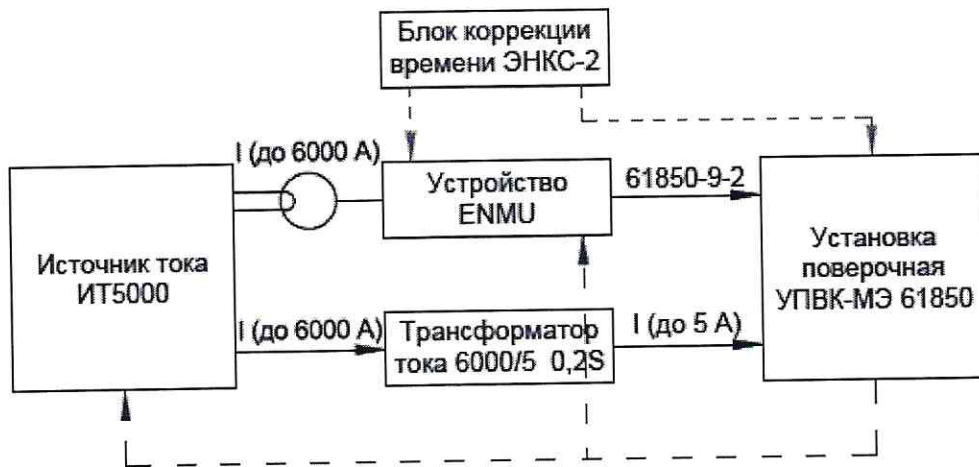 Блок коррекции
времени ЭНКС-2
I (до 6000 А)
Устройство
ENMU
61850-9-2
Источник тока
ИТ5000
Установка
поверочная
УПВК-МЭ 61850
I (до 6000 А)
Трансформатор
тока 6000/5 0,2S
I (до 5 А)